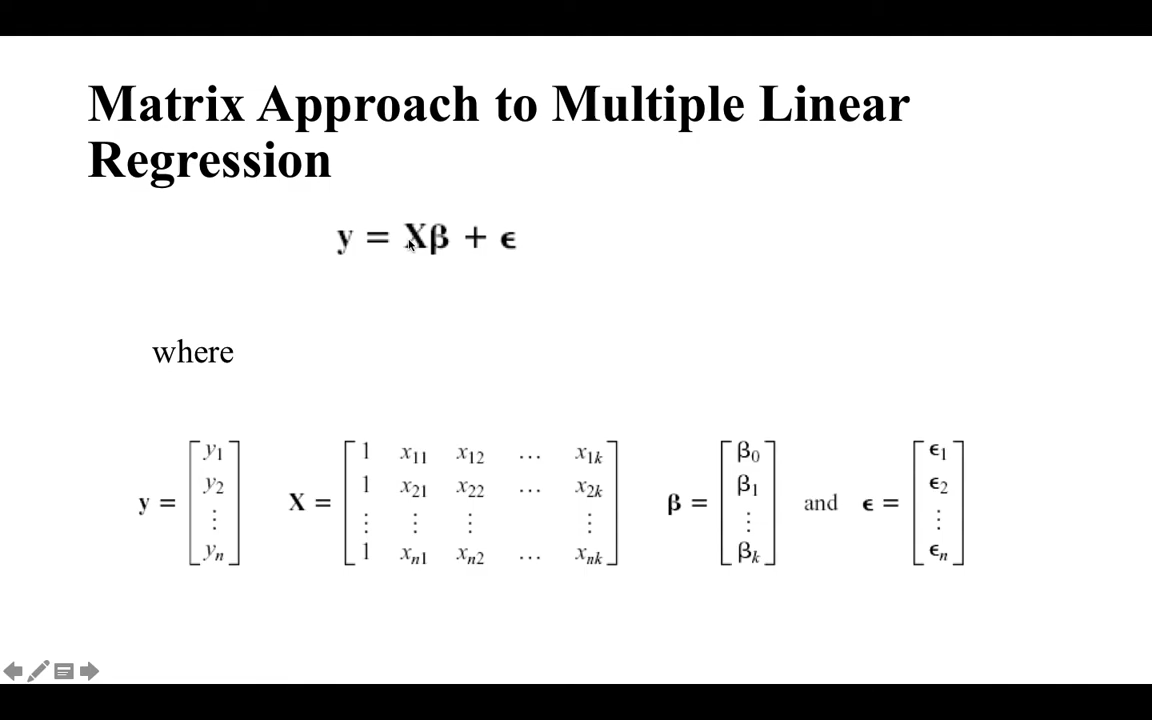 Matrix Approach to Multiple Linear
Regression
y = Xβ + ϵ
where
y = [y₁ y₂ ⋮ yₙ] X = [1 x₁₁ x₁₂ … x₁ₖ 1 x₂₁ x₂₂ … x₂ₖ ⋮ ⋮ ⋮ ⋮ 1 xₙ₁ xₙ₂ … xₙₖ] β = [β₀ β₁ ⋮ βₖ] and ϵ = [ϵ₁ ϵ₂ ⋮ ϵₙ]